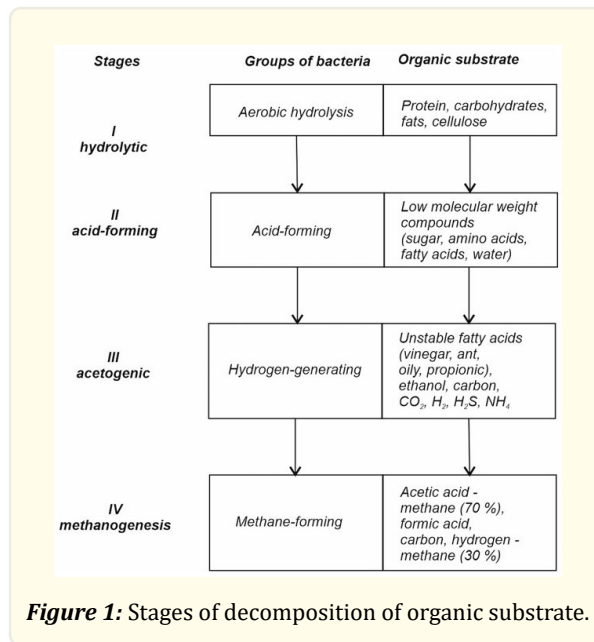 Stages Groups of bacteria Organic substrate
I
hydrolytic
Aerobic hydrolysis
Protein, carbohydrates,
fats, cellulose
II
acid-forming
Acid-forming
Low molecular weight
compounds
(sugar, amino acids,
fatty acids, water)
III
acetogenic
Hydrogen-generating
Unstable fatty acids
(vinegar, ant,
oily, propionic),
ethanol, carbon,
CO₂, H₂, H₂S, NH₄
IV
methanogenesis
Methane-forming
Acetic acid -
methane (70 %),
formic acid,
carbon, hydrogen -
methane (30 %)
Figure 1: Stages of decomposition of organic substrate.